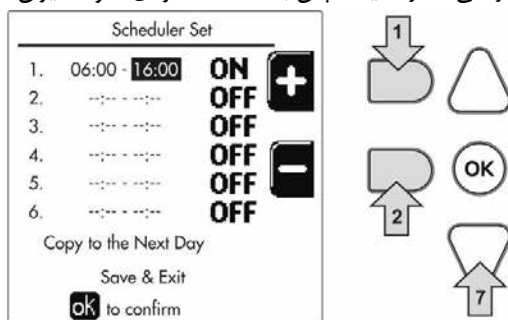 Scheduler Set
1. 06:00 - 16:00 ON
2. --:-- - --:-- OFF
3. --:-- - --:-- OFF
4. --:-- - --:-- OFF
5. --:-- - --:-- OFF
6. --:-- - --:-- OFF
+
-
Copy to the Next Day
Save & Exit
ok to confirm
1
OK
2
7